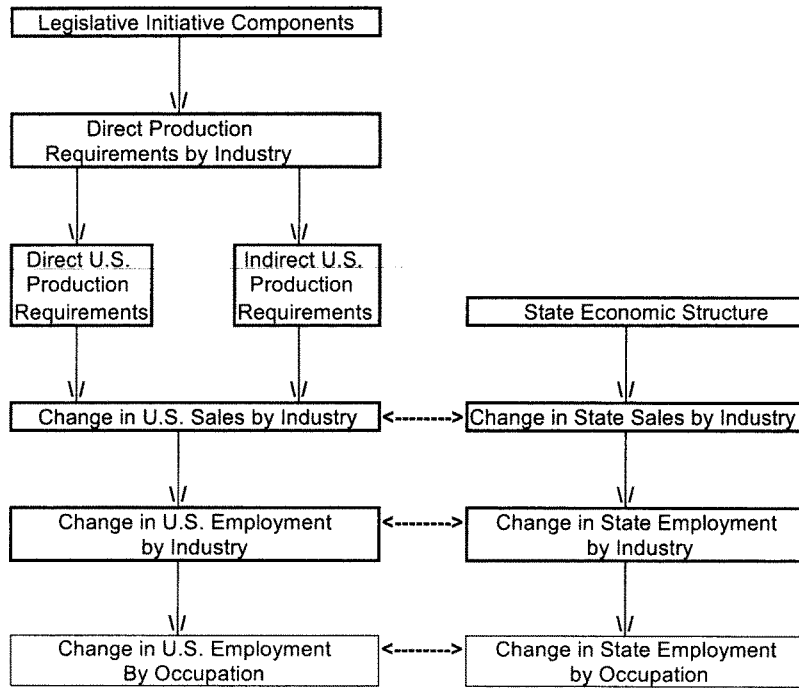 Legislative Initiative Components
Direct Production
Requirements by Industry
Direct U.S.
Production
Requirements
Indirect U.S.
Production
Requirements
State Economic Structure
Change in U.S. Sales by Industry
<------->
Change in State Sales by Industry
Change in U.S. Employment
by Industry
<------->
Change in State Employment
by Industry
Change in U.S. Employment
By Occupation
<------->
Change in State Employment
by Occupation